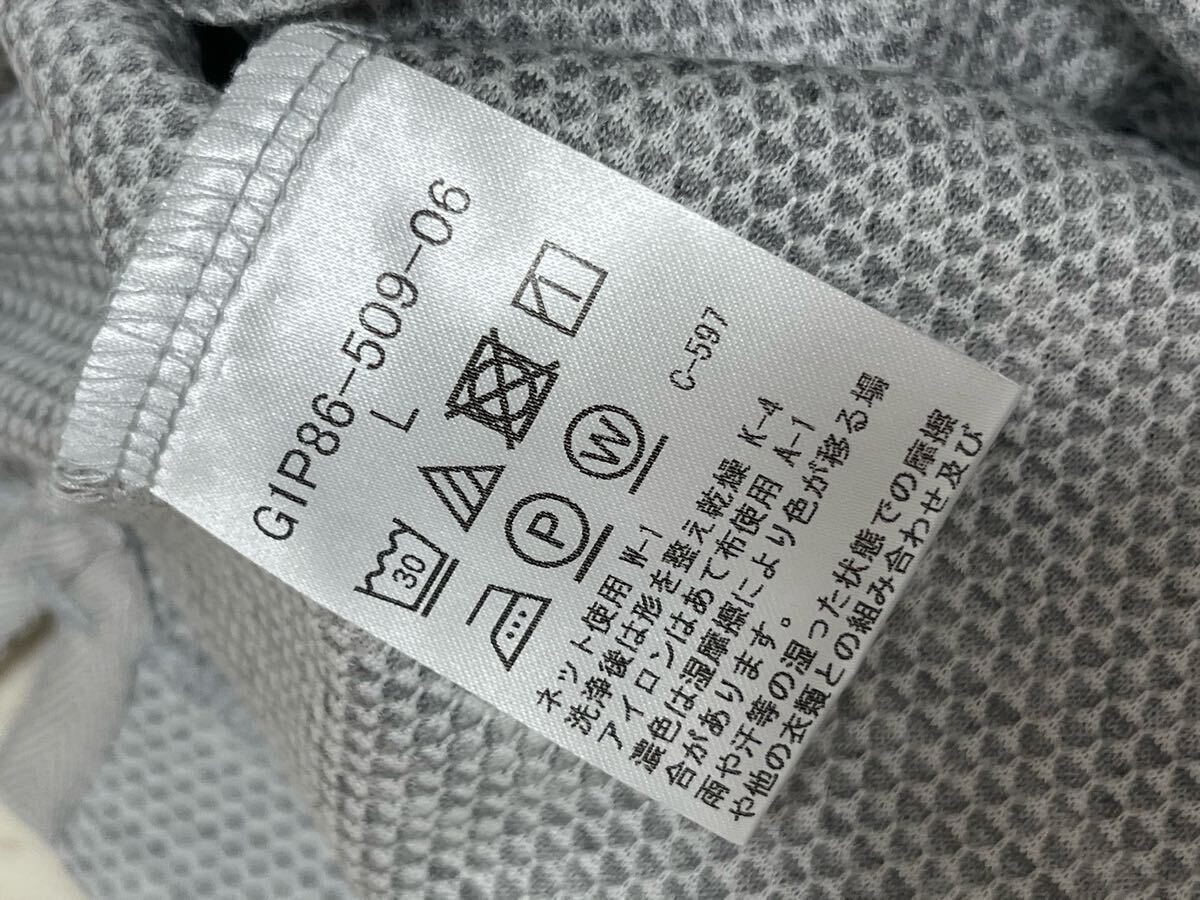 G1P86-509-06
L
30
P
W
C-597
ネット使用 W-1
洗浄後は形を整え乾燥 K-4
アイロンはあて布使用 A-1
濃色は湿摩擦により色が移る場
合があります。
雨や汗等の湿った状態での摩擦
や他の衣類との組み合わせ及び